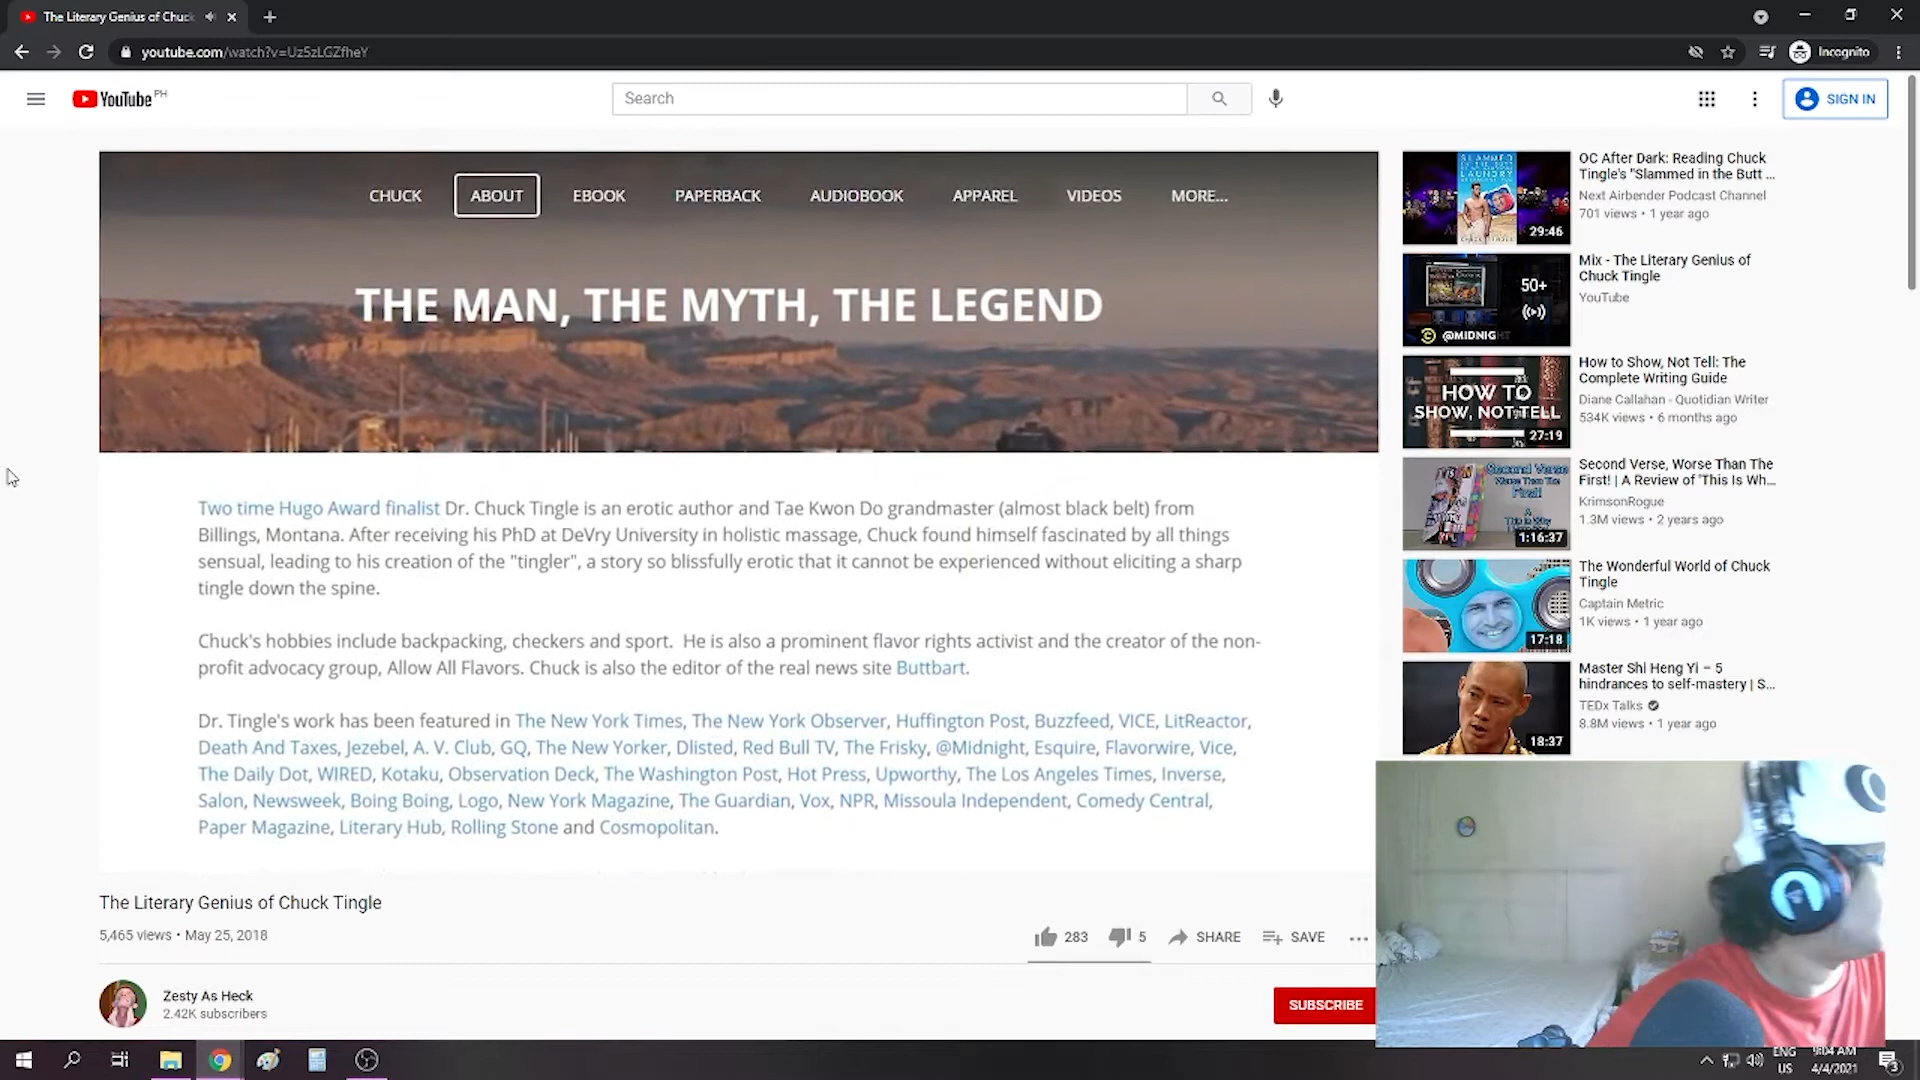 The Literary Genius of Chuck
youtube.com/watch?v=Uz5zLGZfheY
Incognito
YouTube PH
Search
SIGN IN
CHUCK
ABOUT
EBOOK
PAPERBACK
AUDIOBOOK
APPAREL
VIDEOS
MORE...
THE MAN, THE MYTH, THE LEGEND
Two time Hugo Award finalist Dr. Chuck Tingle is an erotic author and Tae Kwon Do grandmaster (almost black belt) from
Billings, Montana. After receiving his PhD at DeVry University in holistic massage, Chuck found himself fascinated by all things
sensual, leading to his creation of the "tingler", a story so blissfully erotic that it cannot be experienced without eliciting a sharp
tingle down the spine.
Chuck's hobbies include backpacking, checkers and sport. He is also a prominent flavor rights activist and the creator of the non-
profit advocacy group, Allow All Flavors. Chuck is also the editor of the real news site Buttbart.
Dr. Tingle's work has been featured in The New York Times, The New York Observer, Huffington Post, Buzzfeed, VICE, LitReactor,
Death And Taxes, Jezebel, A. V. Club, GQ, The New Yorker, Dlisted, Red Bull TV, The Frisky, @Midnight, Esquire, Flavorwire, Vice,
The Daily Dot, WIRED, Kotaku, Observation Deck, The Washington Post, Hot Press, Upworthy, The Los Angeles Times, Inverse,
Salon, Newsweek, Boing Boing, Logo, New York Magazine, The Guardian, Vox, NPR, Missoula Independent, Comedy Central,
Paper Magazine, Literary Hub, Rolling Stone and Cosmopolitan.
The Literary Genius of Chuck Tingle
5,465 views • May 25, 2018
283
5
SHARE
SAVE
Zesty As Heck
2.42K subscribers
SUBSCRIBE
29:46
OC After Dark: Reading Chuck
Tingle's "Slammed in the Butt ...
Next Airbender Podcast Channel
701 views • 1 year ago
50+
@MIDNIGH
Mix - The Literary Genius of
Chuck Tingle
YouTube
HOW TO
SHOW, NOT TELL
27:19
How to Show, Not Tell: The
Complete Writing Guide
Diane Callahan - Quotidian Writer
534K views • 6 months ago
Second Verse,
Worse Than The
First!
1:16:37
Second Verse, Worse Than The
First! | A Review of 'This Is Wh...
KrimsonRogue
1.3M views • 2 years ago
17:18
The Wonderful World of Chuck
Tingle
Captain Metric
1K views • 1 year ago
18:37
Master Shi Heng Yi – 5
hindrances to self-mastery | S...
TEDx Talks
8.8M views • 1 year ago
ENG
US
9:04 AM
4/4/2021
3